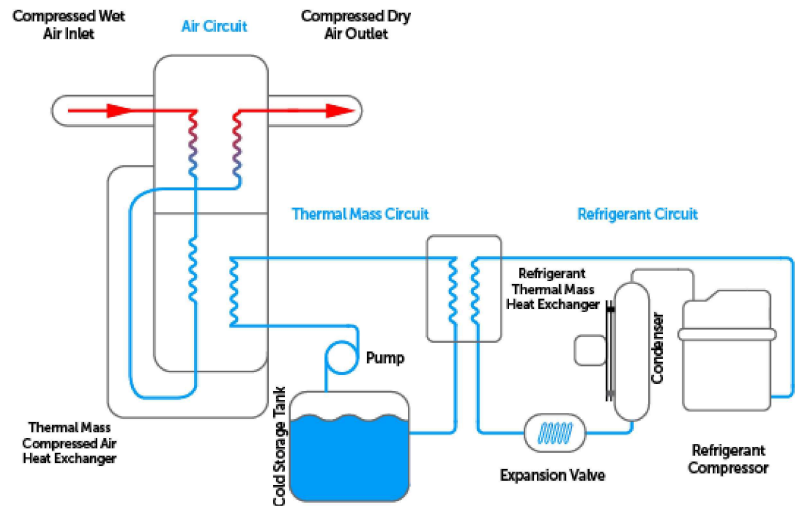 Compressed Wet
Air Inlet
Air Circuit
Compressed Dry
Air Outlet
Thermal Mass Circuit
Refrigerant Circuit
Refrigerant
Thermal Mass
Heat Exchanger
Condenser
Pump
Cold Storage Tank
Thermal Mass
Compressed Air
Heat Exchanger
Expansion Valve
Refrigerant
Compressor